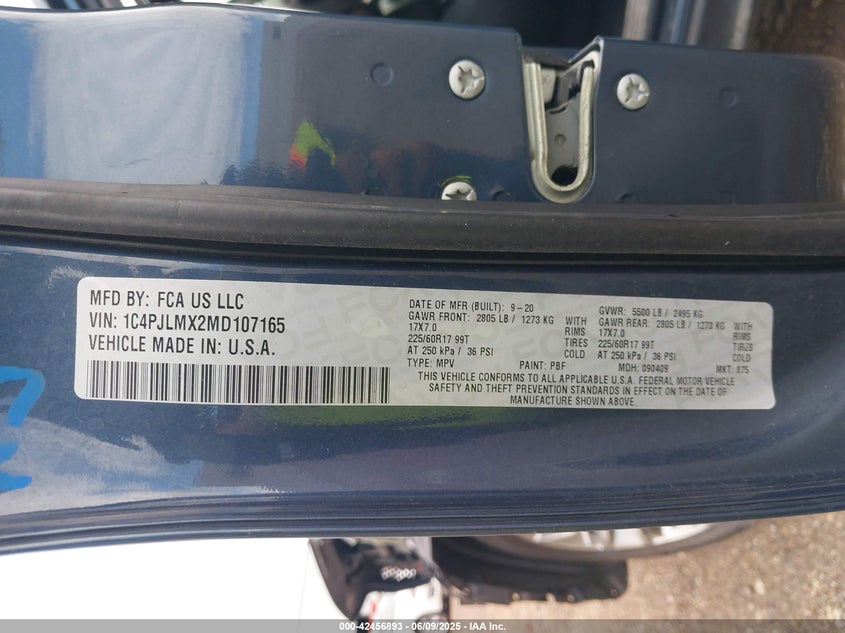 MFD BY: FCA US LLC
VIN: 1C4PJLMX2MD107165
VEHICLE MADE IN: U.S.A.
DATE OF MFR (BUILT): 9-20
GVWR: 5500 LB / 2495 KG
GAWR FRONT: 2805 LB / 1273 KG WITH
GAWR REAR: 2805 LB / 1273 KG WITH
17X7.0 RIMS
17X7.0 RIMS
225/60R17 99T TIRES
225/60R17 99T TIRES
AT 250 kPa / 36 PSI COLD
AT 250 kPa / 36 PSI COLD
TYPE: MPV PAINT: PBF MDH: 090409 MKT: 875
THIS VEHICLE CONFORMS TO ALL APPLICABLE U.S.A. FEDERAL MOTOR VEHICLE
SAFETY AND THEFT PREVENTION STANDARDS IN EFFECT ON THE DATE OF
MANUFACTURE SHOWN ABOVE.
000-42456893 - 06/09/2025 - IAA Inc.